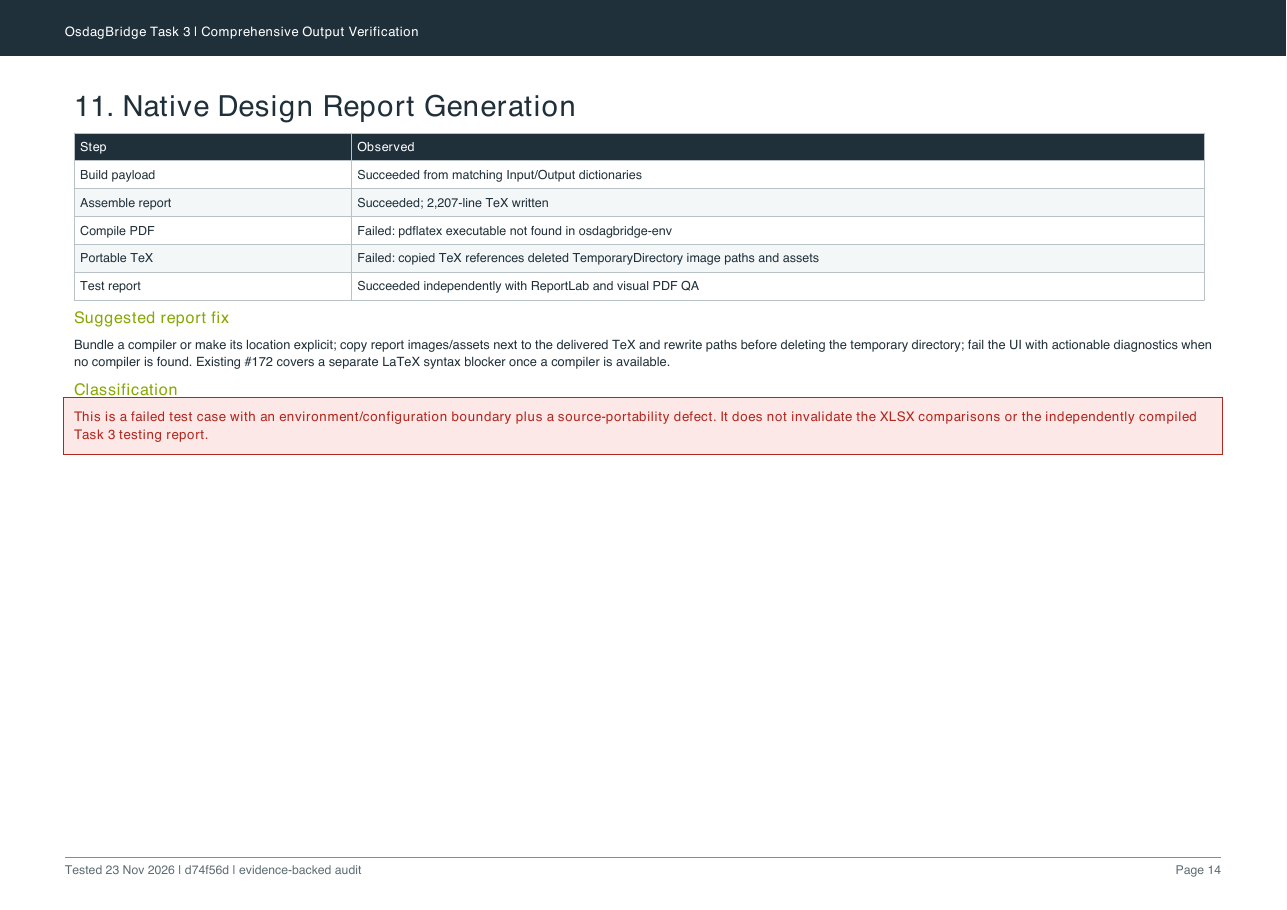 OsdagBridge Task 3 | Comprehensive Output Verification
11. Native Design Report Generation
Step Observed
Build payload Succeeded from matching Input/Output dictionaries
Assemble report Succeeded; 2,207-line TeX written
Compile PDF Failed: pdflatex executable not found in osdagbridge-env
Portable TeX Failed: copied TeX references deleted TemporaryDirectory image paths and assets
Test report Succeeded independently with ReportLab and visual PDF QA
Suggested report fix
Bundle a compiler or make its location explicit; copy report images/assets next to the delivered TeX and rewrite paths before deleting the temporary directory; fail the UI with actionable diagnostics when
no compiler is found. Existing #172 covers a separate LaTeX syntax blocker once a compiler is available.
Classification
This is a failed test case with an environment/configuration boundary plus a source-portability defect. It does not invalidate the XLSX comparisons or the independently compiled
Task 3 testing report.
Tested 23 Nov 2026 | d74f56d | evidence-backed audit Page 14